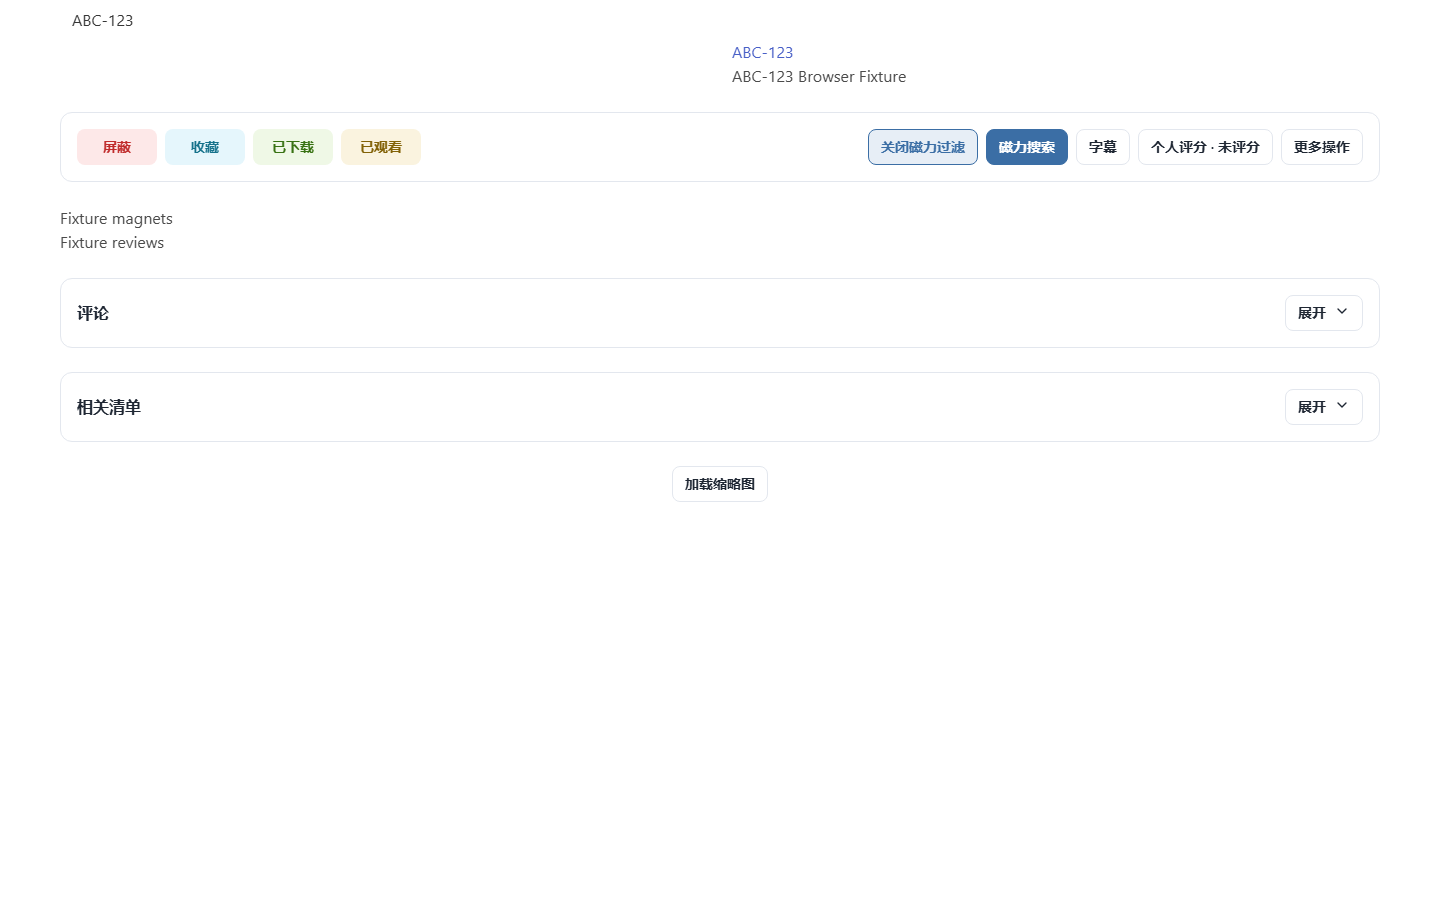 ABC-123
ABC-123
ABC-123 Browser Fixture
屏蔽 收藏 已下载 已观看 关闭磁力过滤 磁力搜索 字幕 个人评分 · 未评分 更多操作
Fixture magnets
Fixture reviews
评论 展开
相关清单 展开
加载缩略图